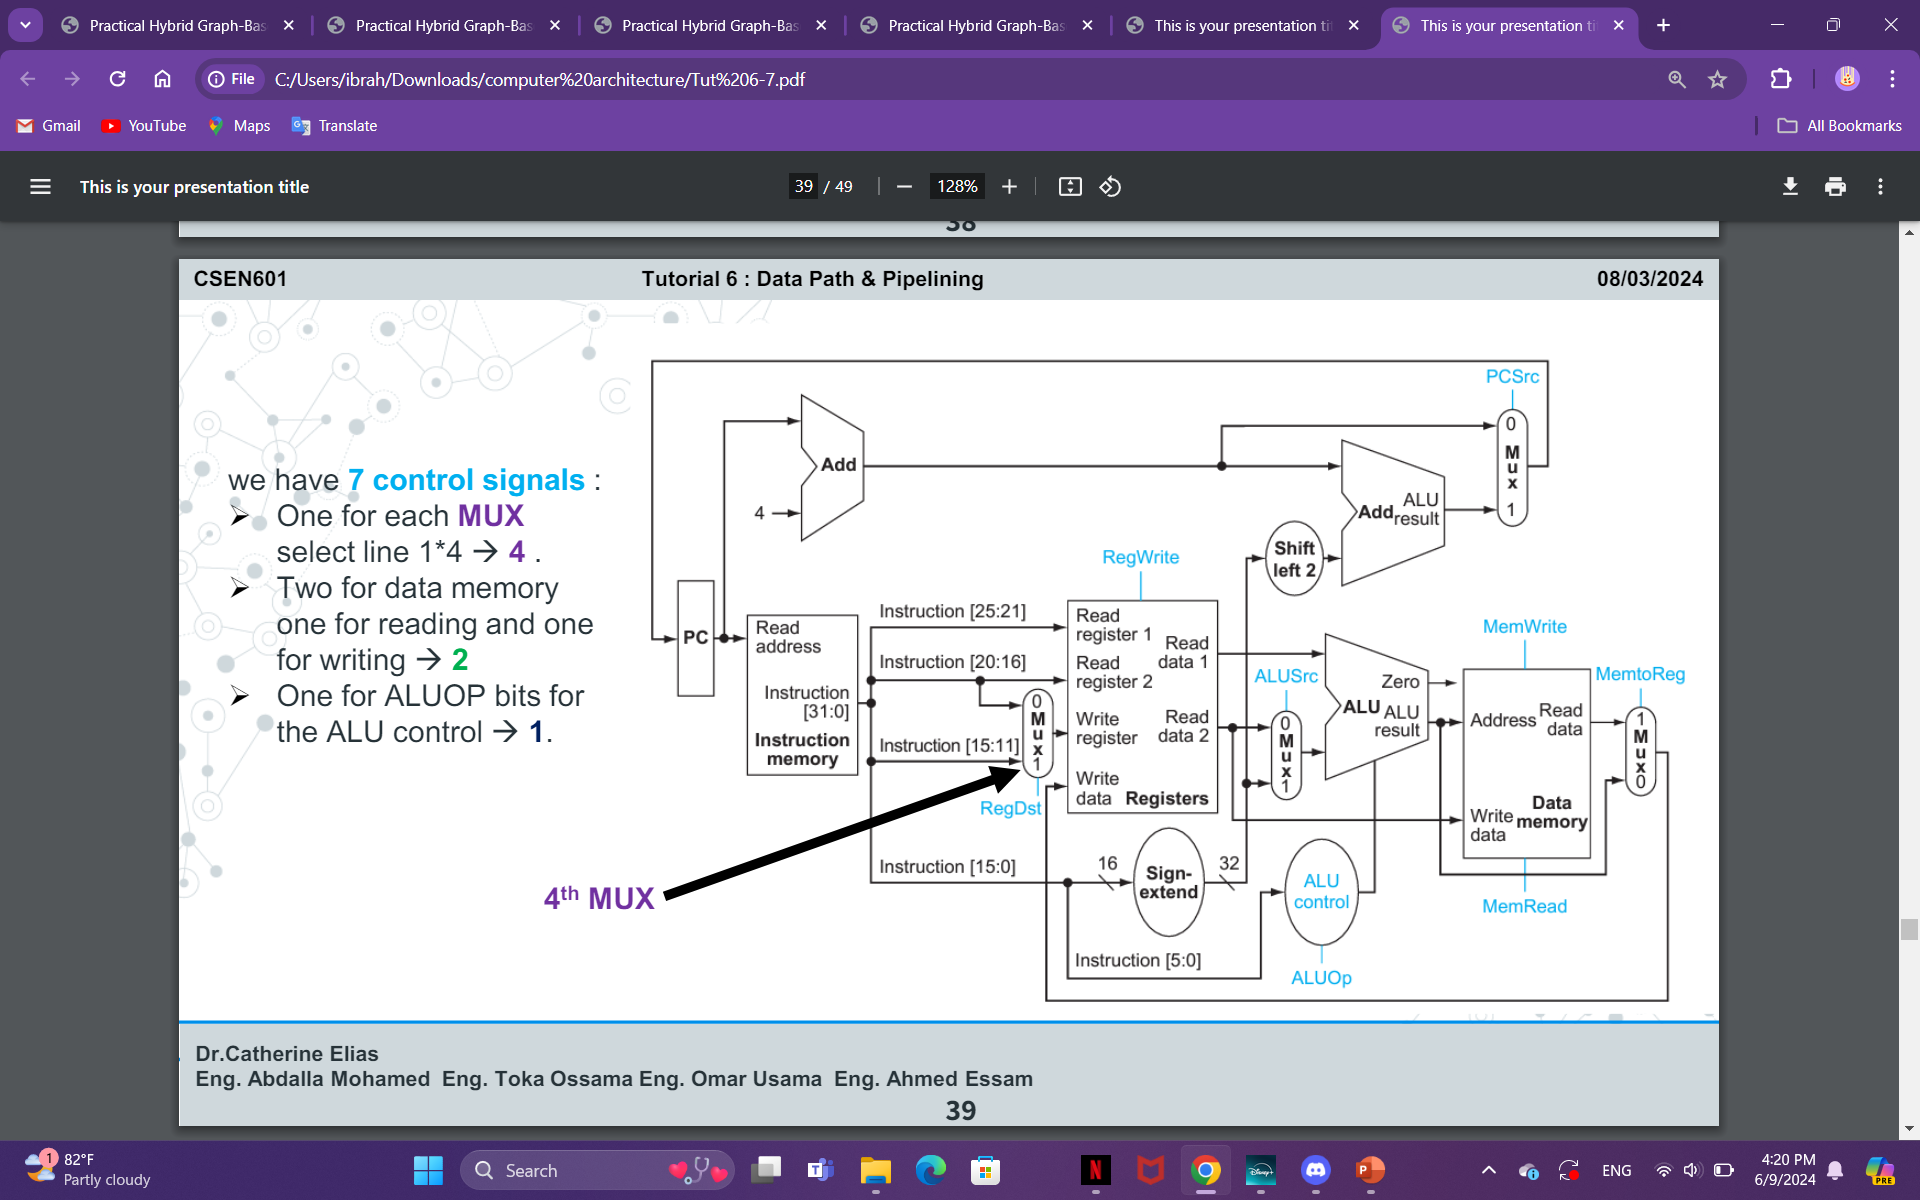 Practical Hybrid Graph-Bas
Practical Hybrid Graph-Bas
Practical Hybrid Graph-Bas
Practical Hybrid Graph-Bas
This is your presentation ti
This is your presentation ti
File
C:/Users/ibrah/Downloads/computer%20architecture/Tut%206-7.pdf
Gmail
YouTube
Maps
Translate
All Bookmarks
This is your presentation title
39 / 49
128%
38
CSEN601
Tutorial 6 : Data Path & Pipelining
08/03/2024
we have 7 control signals :
➢ One for each MUX
select line 1*4 → 4 .
➢ Two for data memory
one for reading and one
for writing → 2
➢ One for ALUOP bits for
the ALU control → 1.
4th MUX
PCSrc
0
M
u
x
1
Add
4
Add
ALU
result
Shift
left 2
RegWrite
PC
Read
address
Instruction
[31:0]
Instruction
memory
Instruction [25:21]
Instruction [20:16]
Instruction [15:11]
Instruction [15:0]
Instruction [5:0]
0
M
u
x
1
RegDst
Read
register 1
Read
register 2
Write
register
Write
data
Read
data 1
Read
data 2
Registers
16
Sign-
extend
32
ALUSrc
0
M
u
x
1
Zero
ALU
ALU
result
ALU
control
ALUOp
MemWrite
Address
Read
data
Write
data
Data
memory
MemRead
MemtoReg
1
M
u
x
0
Dr.Catherine Elias
Eng. Abdalla Mohamed Eng. Toka Ossama Eng. Omar Usama Eng. Ahmed Essam
39
1
82°F
Partly cloudy
Search
N
Disney+
P
ENG
4:20 PM
6/9/2024
PRE